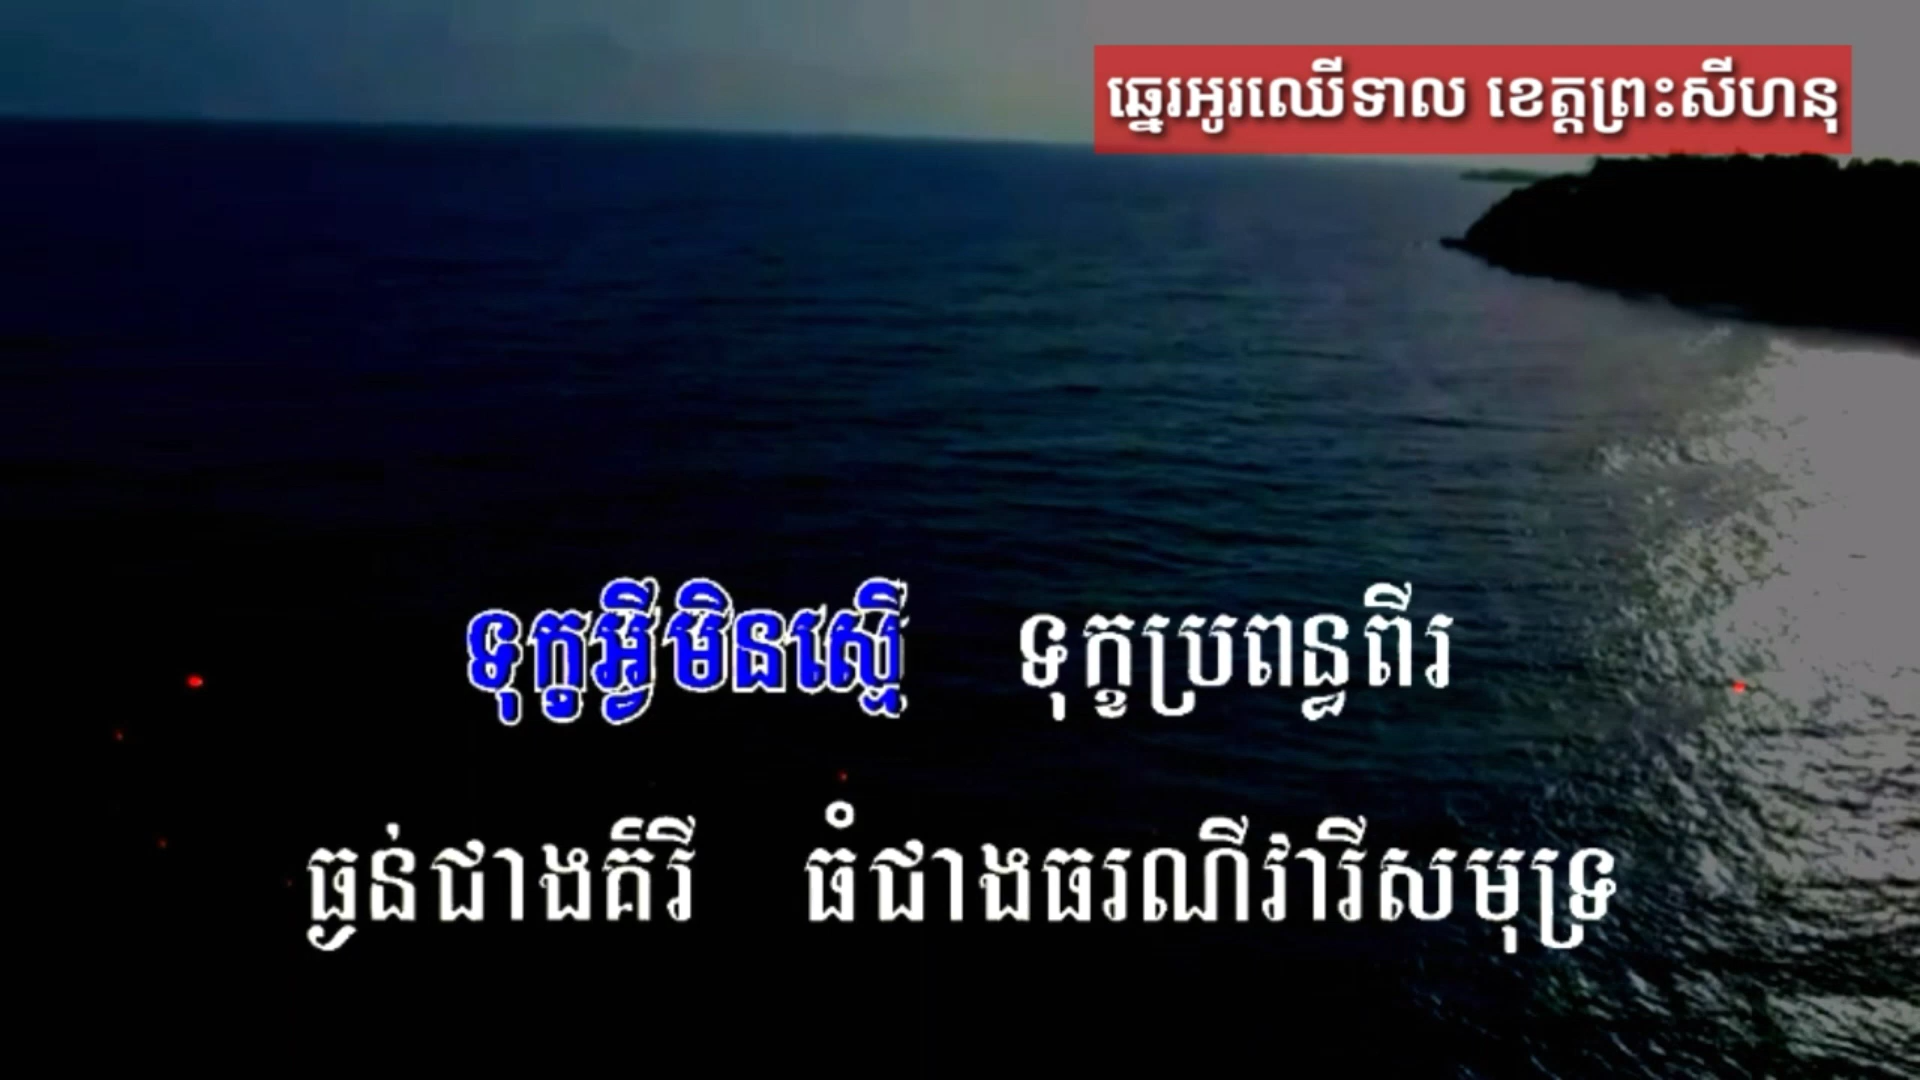 ឆ្នេរអូរឈើទាល ខេត្តព្រះសីហនុ
ទុក្ខអ្វីមិនស្មើ ទុក្ខប្រពន្ធពីរ
ធ្ងន់ជាងគីរី ធំជាងធរណីវារីសមុទ្រ